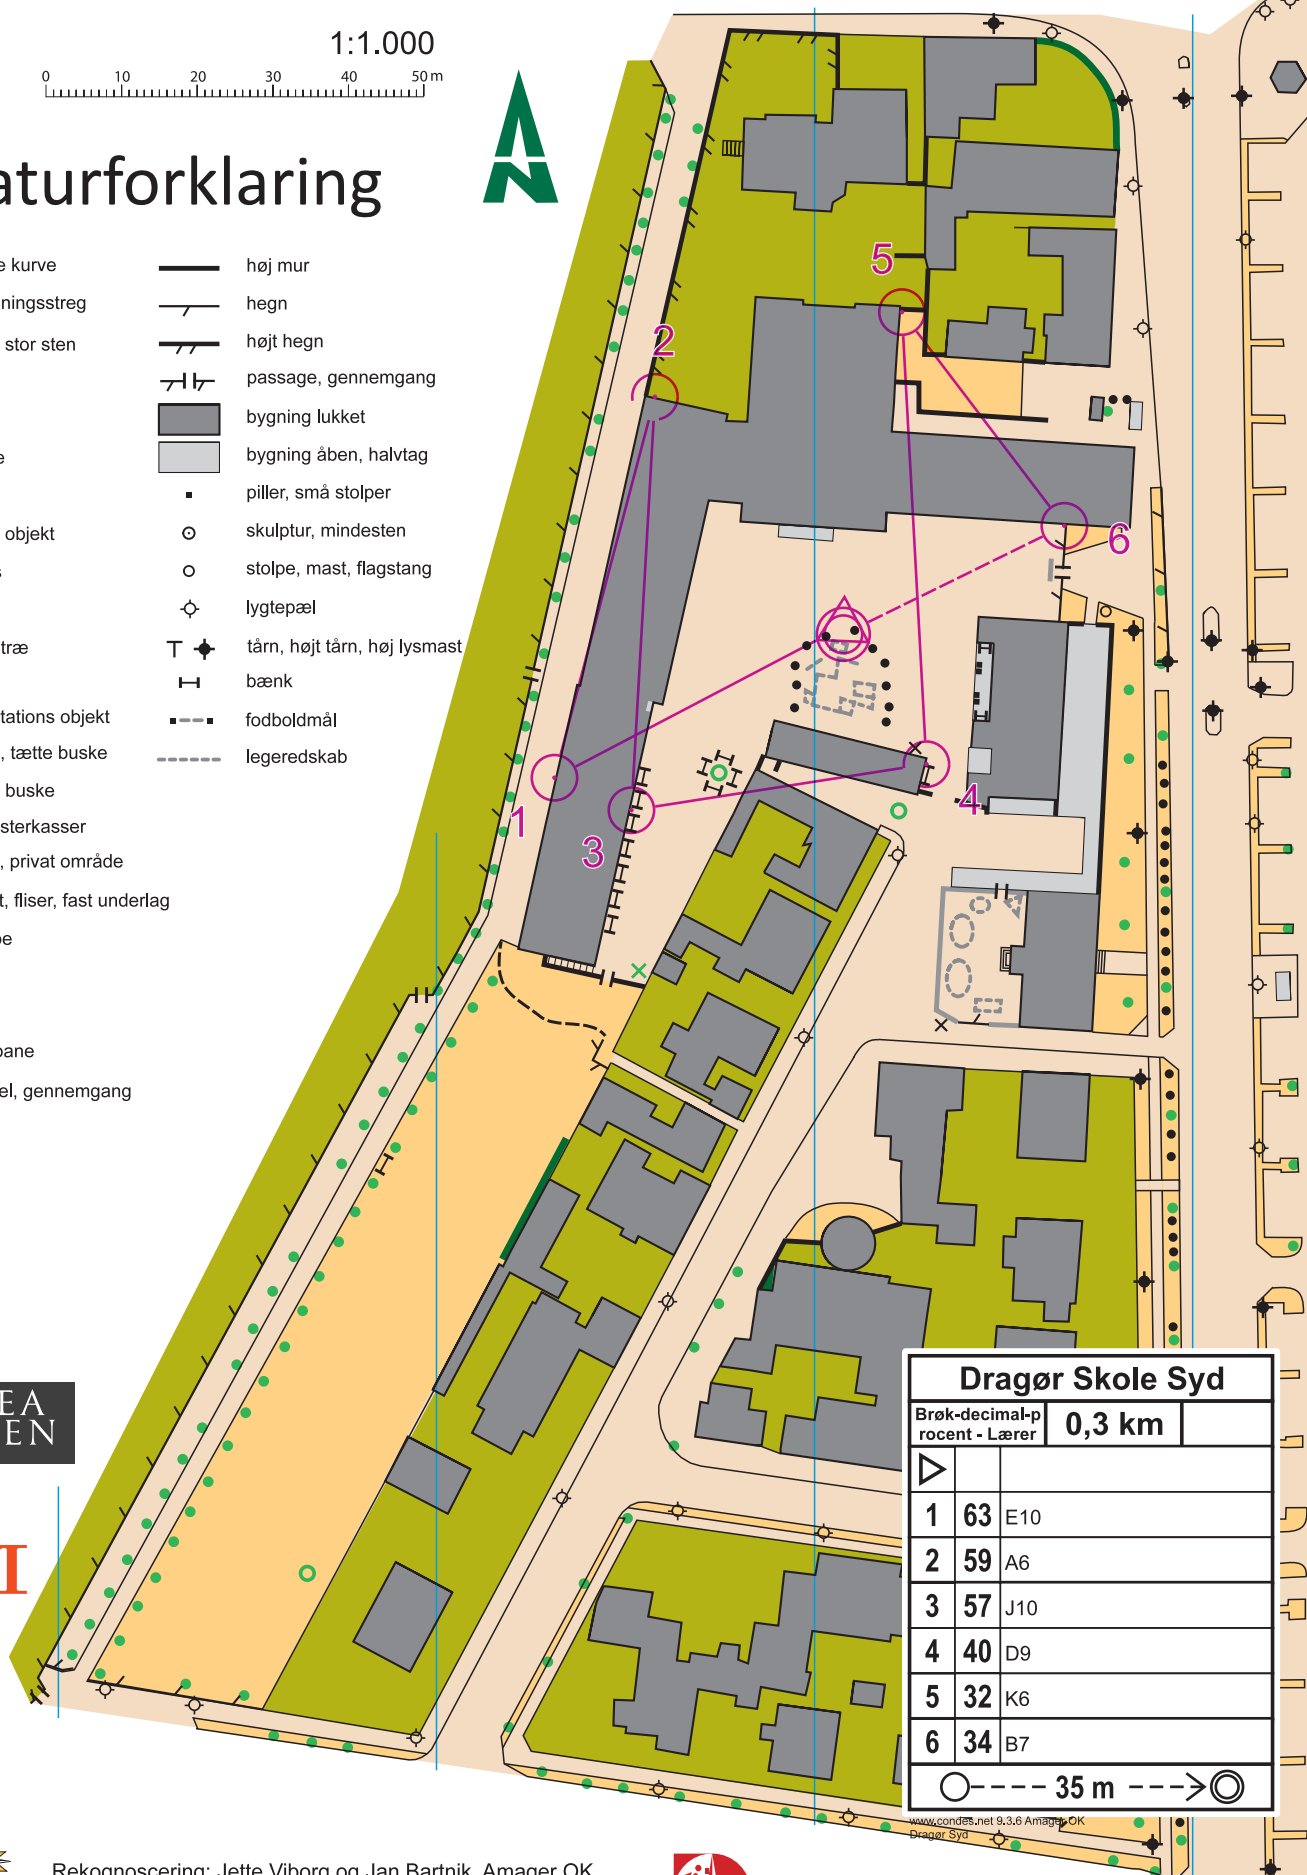 1:1.000
0 10 20 30 40 50 m
aturforklaring
e kurve
ningsstreg
stor sten
e
objekt
s
træ
tations objekt
, tætte buske
buske
sterkasser
, privat område
t, fliser, fast underlag
be
bane
el, gennemgang
høj mur
hegn
højt hegn
passage, gennemgang
bygning lukket
bygning åben, halvtag
piller, små stolper
skulptur, mindesten
stolpe, mast, flagstang
lygtepæl
tårn, højt tårn, høj lysmast
bænk
fodboldmål
legeredskab
5
2
6
1
3
4
EA
EN
Dragør Skole Syd
Brøk-decimal-p
rocent - Lærer 0,3 km
1 63 E10
2 59 A6
3 57 J10
4 40 D9
5 32 K6
6 34 B7
35 m
www.condes.net 9.3.6 Amager OK
Dragør Syd
Rekognoscering: Jette Viborg og Jan Bartnik, Amager OK